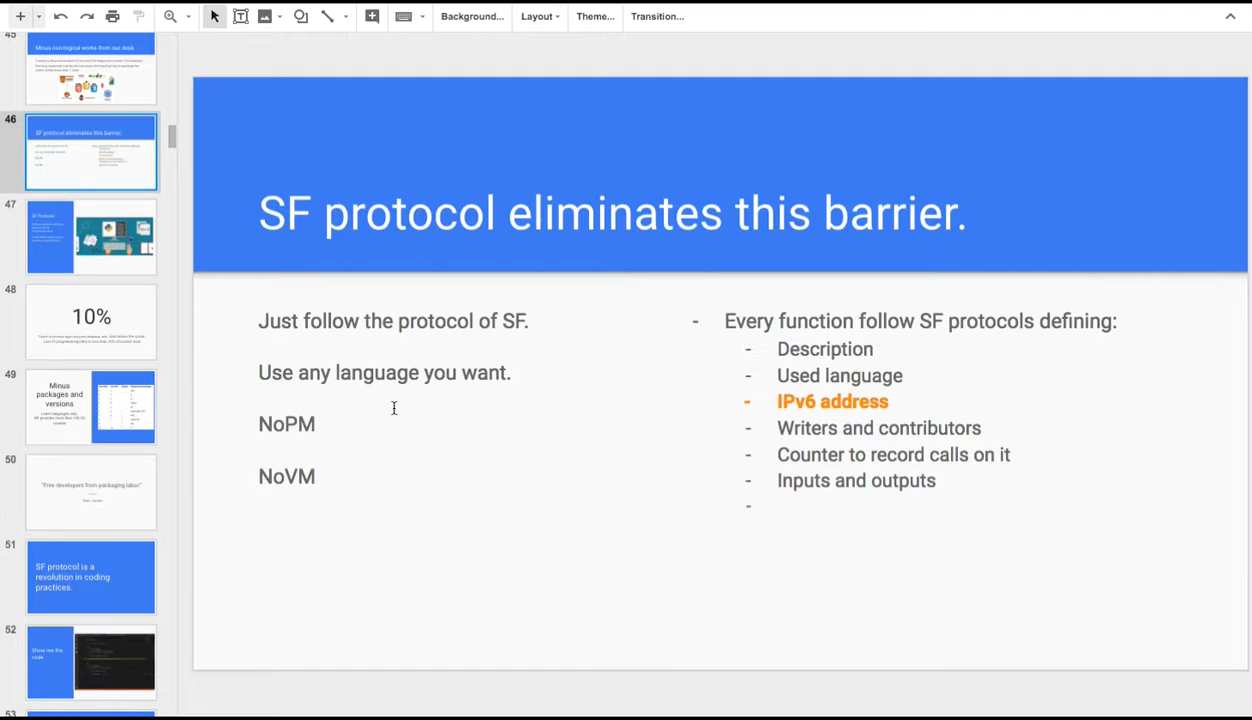 Background...
Layout
Theme...
Transition...
45
Minus non-logical works from our desk
46
SF protocol eliminates this barrier.
47
SF Protocol
48
10%
49
Minus
packages and
versions
50
"Free developers from packaging labor."
51
SF protocol is a
revolution in coding
practices.
52
Show me the
code
53
SF protocol eliminates this barrier.
Just follow the protocol of SF.
Use any language you want.
NoPM
NoVM
- Every function follow SF protocols defining:
- Description
- Used language
- IPv6 address
- Writers and contributors
- Counter to record calls on it
- Inputs and outputs
-